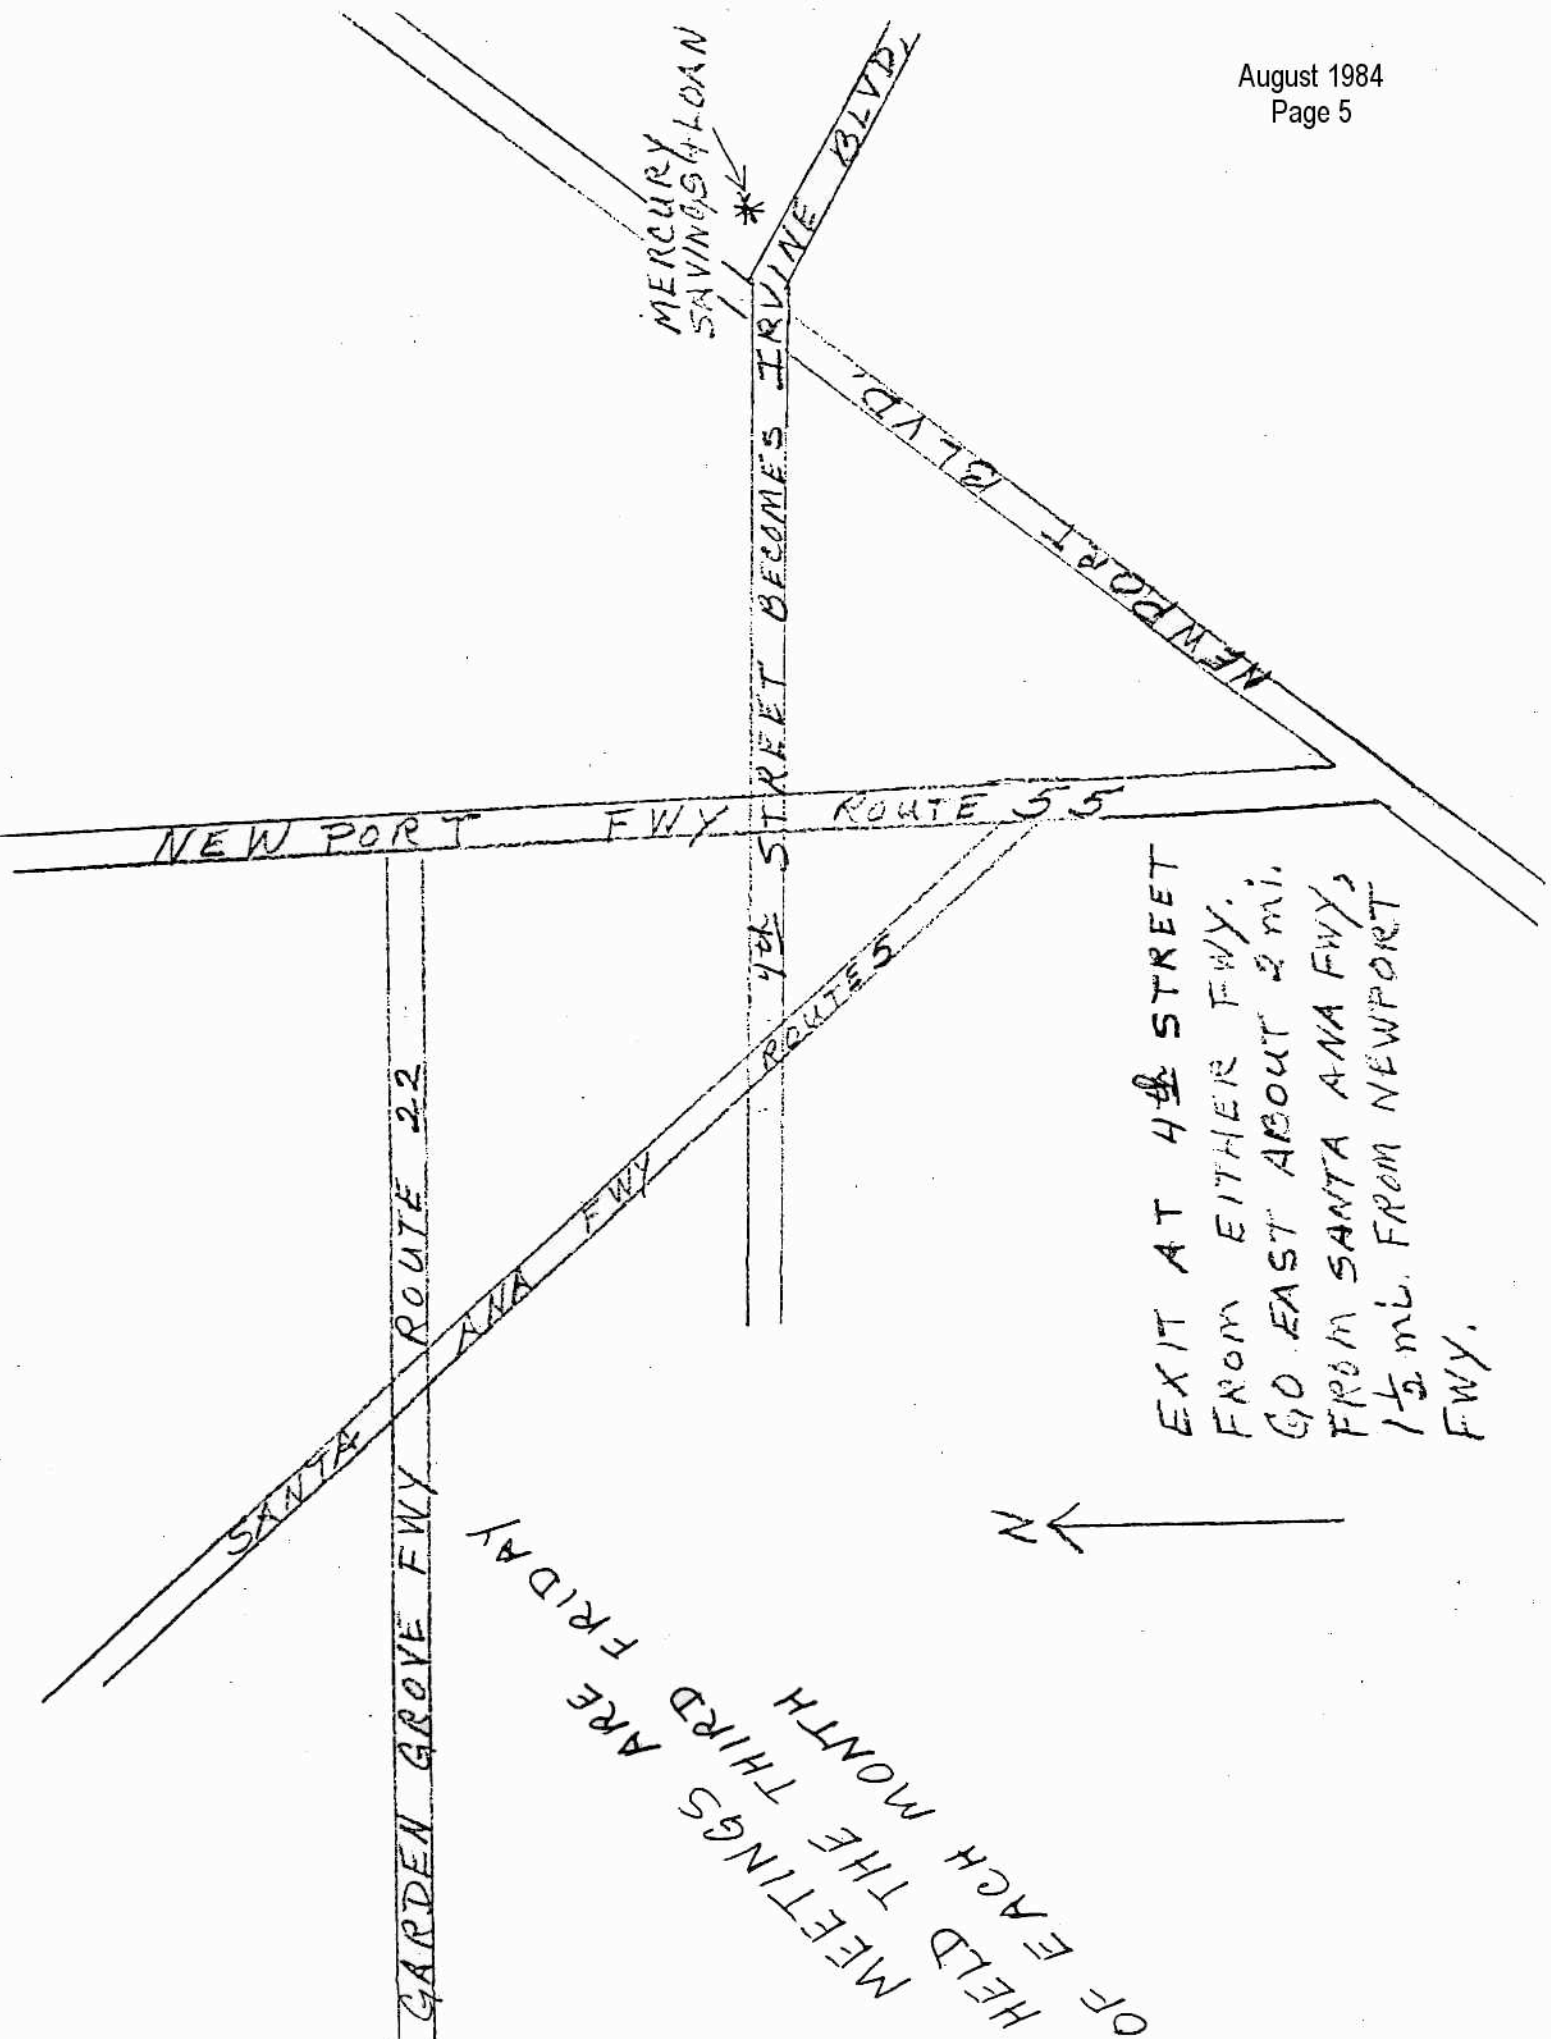 August 1984
Page 5
MERCURY
SAVINGS & LOAN
*
GARDEN GROVE FWY ROUTE 22
SANTA ANA FWY ROUTE 5
NEWPORT FWY ROUTE 55
4th STREET BECOMES IRVINE BLVD.
NEWPORT BLVD.
N
MEETINGS ARE
HELD THE THIRD FRIDAY
OF EACH MONTH
EXIT AT 4th STREET
FROM EITHER FWY.
GO EAST ABOUT 2 mi.
FROM SANTA ANA FWY,
1 1/2 mi. FROM NEWPORT
FWY.